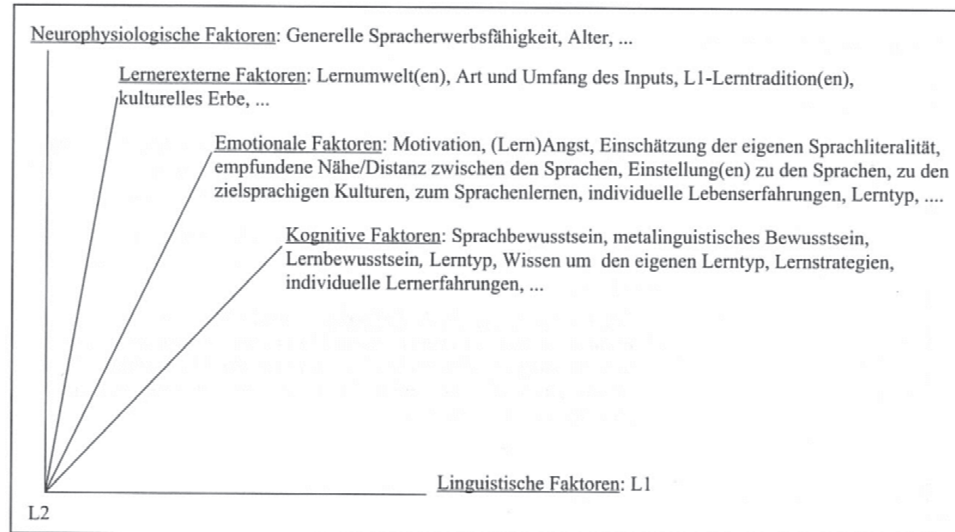 Neurophysiologische Faktoren: Generelle Spracherwerbsfähigkeit, Alter, ...
Lernerexterne Faktoren: Lernumwelt(en), Art und Umfang des Inputs, L1-Lerntradition(en),
kulturelles Erbe, ...
Emotionale Faktoren: Motivation, (Lern)Angst, Einschätzung der eigenen Sprachliteralität,
empfundene Nähe/Distanz zwischen den Sprachen, Einstellung(en) zu den Sprachen, zu den
zielsprachigen Kulturen, zum Sprachenlernen, individuelle Lebenserfahrungen, Lerntyp, ....
Kognitive Faktoren: Sprachbewusstsein, metalinguistisches Bewusstsein,
Lernbewusstsein, Lerntyp, Wissen um den eigenen Lerntyp, Lernstrategien,
individuelle Lernerfahrungen, ...
Linguistische Faktoren: L1
L2